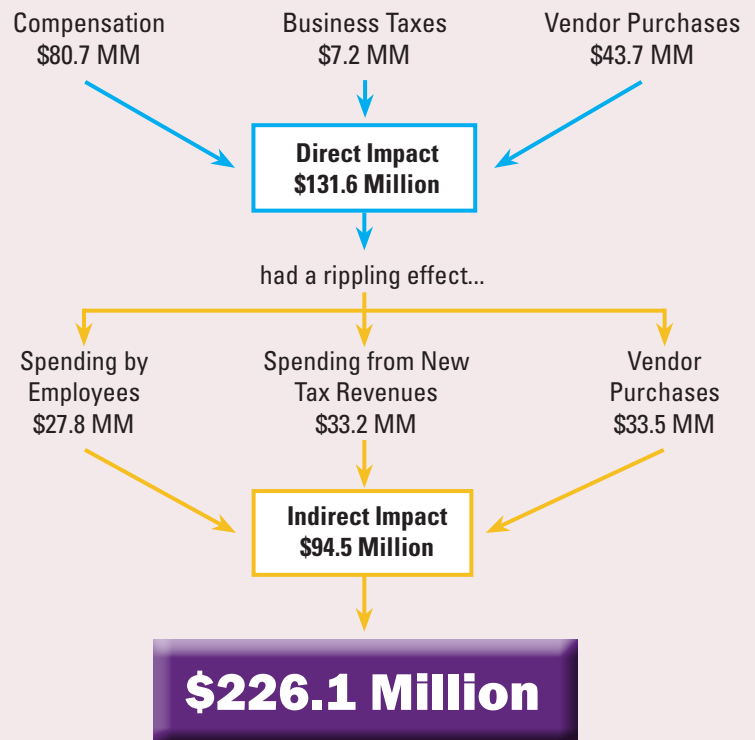 Compensation
$80.7 MM
Business Taxes
$7.2 MM
Vendor Purchases
$43.7 MM
Direct Impact
$131.6 Million
had a rippling effect...
Spending by
Employees
$27.8 MM
Spending from New
Tax Revenues
$33.2 MM
Vendor
Purchases
$33.5 MM
Indirect Impact
$94.5 Million
$226.1 Million